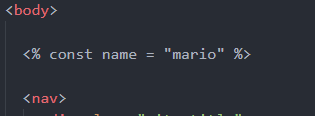 <body>
<% const name = "mario" %>
<nav>